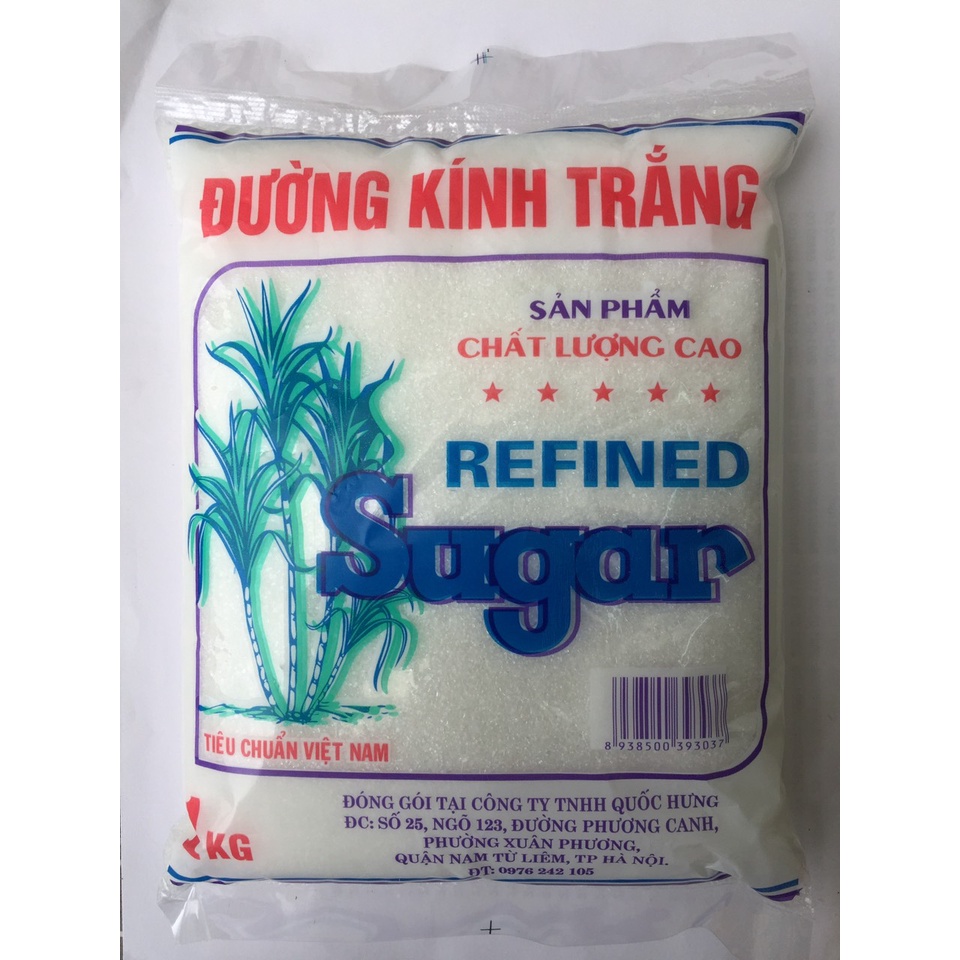 ĐƯỜNG KÍNH TRẮNG
SẢN PHẨM
CHẤT LƯỢNG CAO
REFINED
Sugar
8 938500 393037
TIÊU CHUẨN VIỆT NAM
1KG
ĐÓNG GÓI TẠI CÔNG TY TNHH QUỐC HƯNG
ĐC: SỐ 25, NGÕ 123, ĐƯỜNG PHƯƠNG CANH,
PHƯỜNG XUÂN PHƯƠNG,
QUẬN NAM TỪ LIÊM, TP HÀ NỘI.
ĐT: 0976 242 105